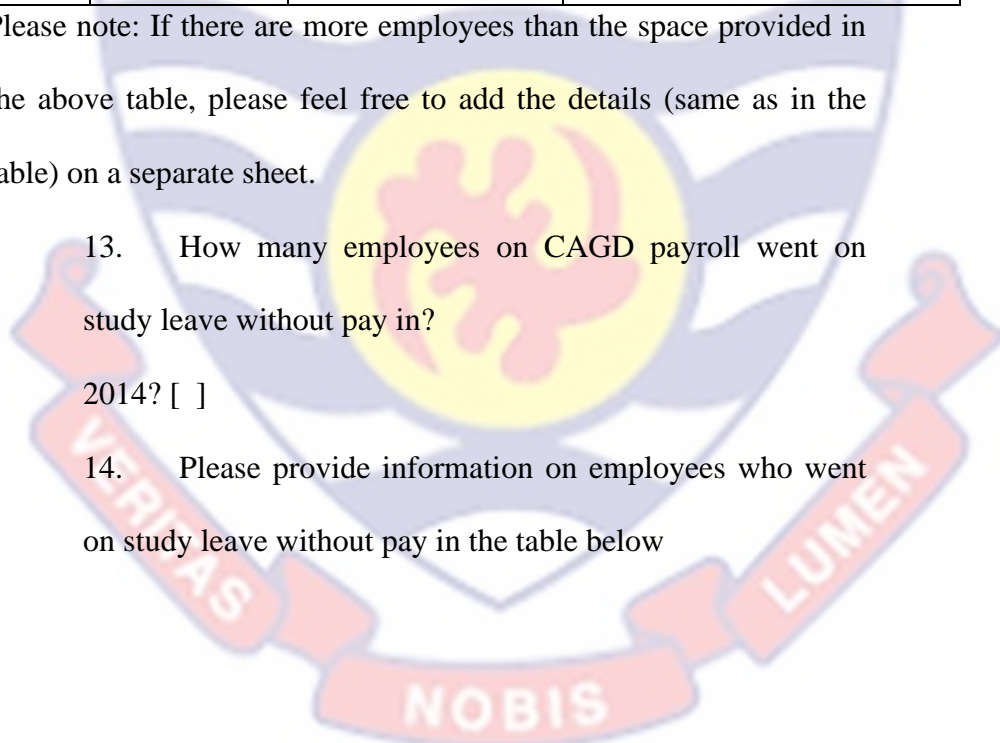 Please note: If there are more employees than the space provided in
the above table, please feel free to add the details (same as in the
table) on a separate sheet.
13. How many employees on CAGD payroll went on
study leave without pay in?
2014? [ ]
14. Please provide information on employees who went
on study leave without pay in the table below
VERITAS
NOBIS
LUMEN